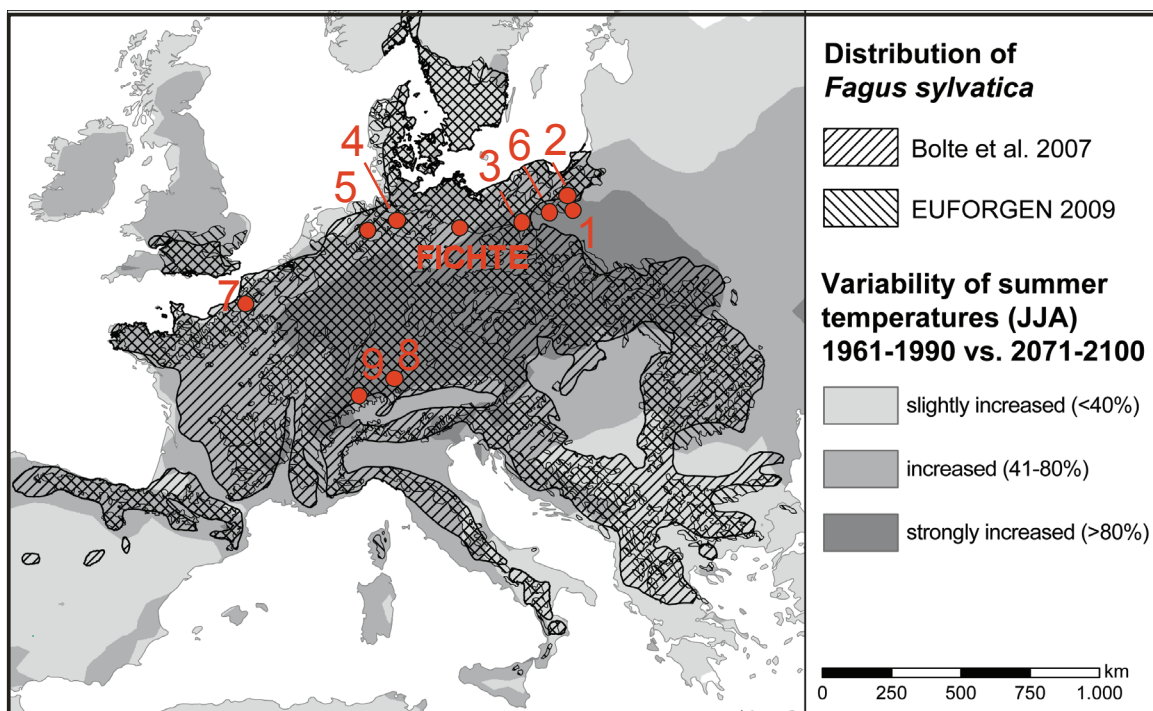 4
5
3
6
2
1
FICHTE
7
9
8
Distribution of
Fagus sylvatica
Bolte et al. 2007
EUFORGEN 2009
Variability of summer
temperatures (JJA)
1961-1990 vs. 2071-2100
slightly increased (<40%)
increased (41-80%)
strongly increased (>80%)
km
0 250 500 750 1.000